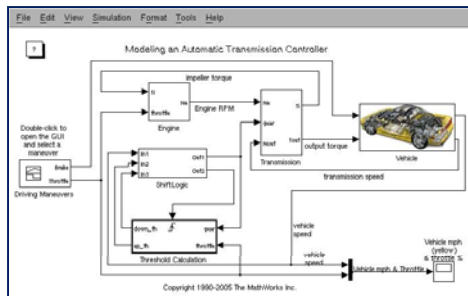 File Edit View Simulation Format Tools Help
?
Modeling an Automatic Transmission Controller
impeller torque
Ti
throttle
Ne
Engine
Engine RPM
Ne
gear
Nout
Ti
Tout
Transmission
output torque
Vehicle
transmission speed
Double-click to
open the GUI
and select a
maneuver
Brake
throttle
Driving Maneuvers
In1
In2
In3
Out1
Out2
ShiftLogic
down_th
up_th
gear
throttle
Threshold Calculation
vehicle
speed
vehicle
speed
Vehicle mph & Throttle
Vehicle mph
(yellow)
& throttle %
Copyright 1990-2005 The MathWorks Inc.